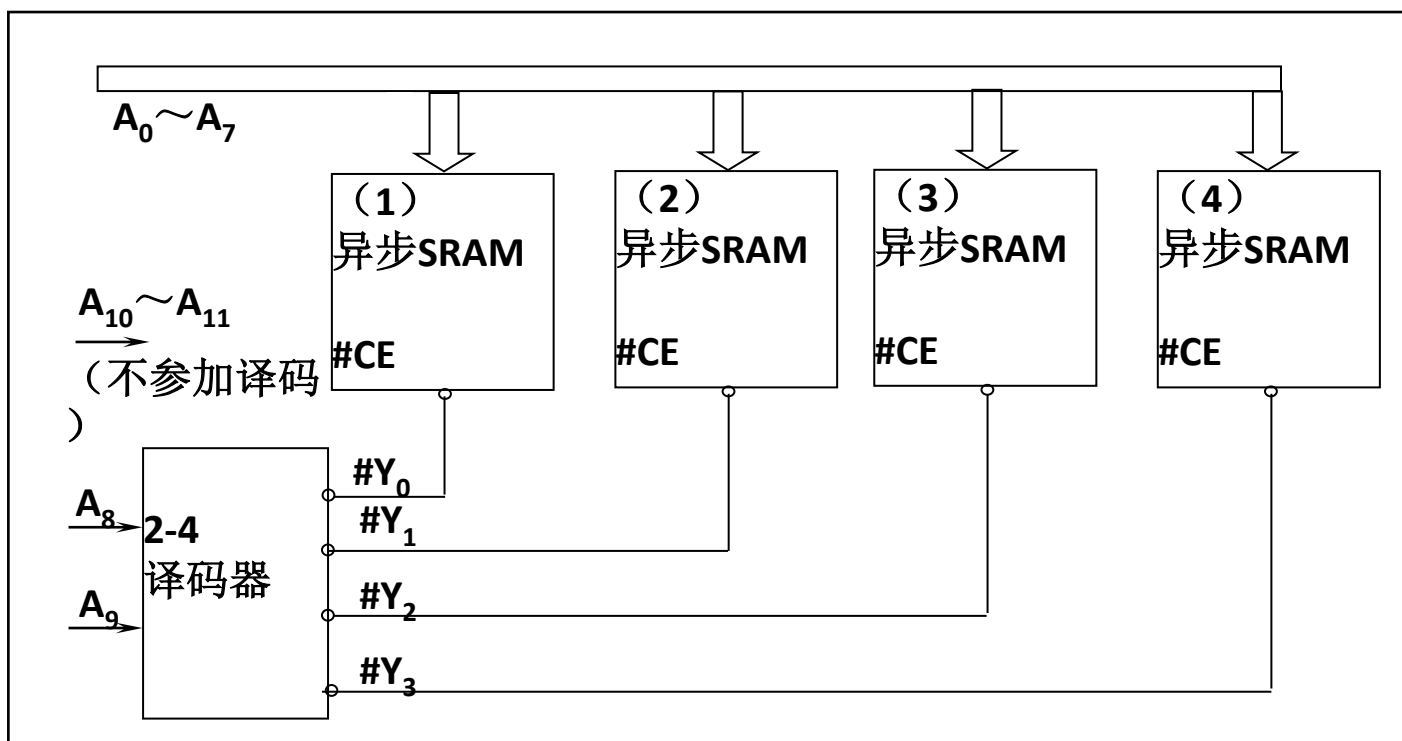 A0～A7
（1）
异步SRAM
#CE
（2）
异步SRAM
#CE
（3）
异步SRAM
#CE
（4）
异步SRAM
#CE
A10～A11
（不参加译码
）
A8
A9
2-4
译码器
#Y0
#Y1
#Y2
#Y3